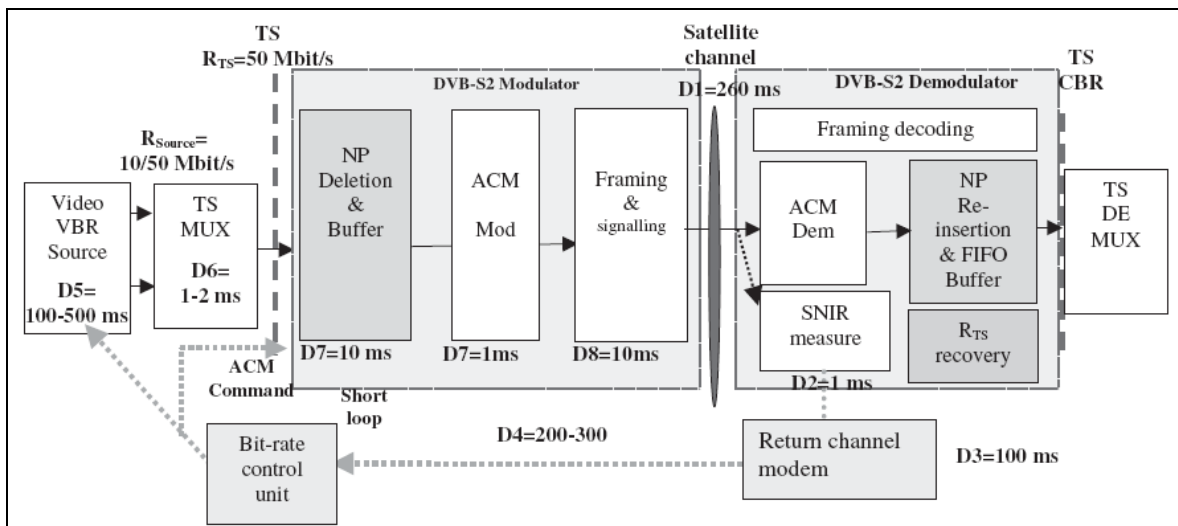 TS
R_TS=50 Mbit/s
Satellite
channel
D1=260 ms
TS
CBR
DVB-S2 Modulator
DVB-S2 Demodulator
R_Source=
10/50 Mbit/s
Video
VBR
Source
D5=
100-500 ms
TS
MUX
D6=
1-2 ms
NP
Deletion
&
Buffer
D7=10 ms
ACM
Mod
D7=1ms
Framing
&
signalling
D8=10ms
Framing decoding
ACM
Dem
NP
Re-
insertion
& FIFO
Buffer
TS
DE
MUX
SNIR
measure
D2=1 ms
R_TS
recovery
ACM
Command
Short
loop
Bit-rate
control
unit
D4=200-300
Return channel
modem
D3=100 ms